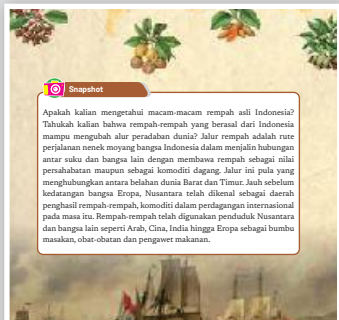 Snapshot
Apakah kalian mengetahui macam-macam rempah asli Indonesia?
Tahukah kalian bahwa rempah-rempah yang berasal dari Indonesia
mampu mengubah alur peradaban dunia? Jalur rempah adalah rute
perjalanan nenek moyang bangsa Indonesia dalam menjalin hubungan
antar suku dan bangsa lain dengan membawa rempah sebagai nilai
persahabatan maupun sebagai komoditi dagang. Jalur ini pula yang
menghubungkan antara belahan dunia Barat dan Timur. Jauh sebelum
kedatangan bangsa Eropa, Nusantara telah dikenal sebagai daerah
penghasil rempah-rempah, komoditi dalam perdagangan internasional
pada masa itu. Rempah-rempah telah digunakan penduduk Nusantara
dan bangsa lain seperti Arab, Cina, India hingga Eropa sebagai bumbu
masakan, obat-obatan dan pengawet makanan.